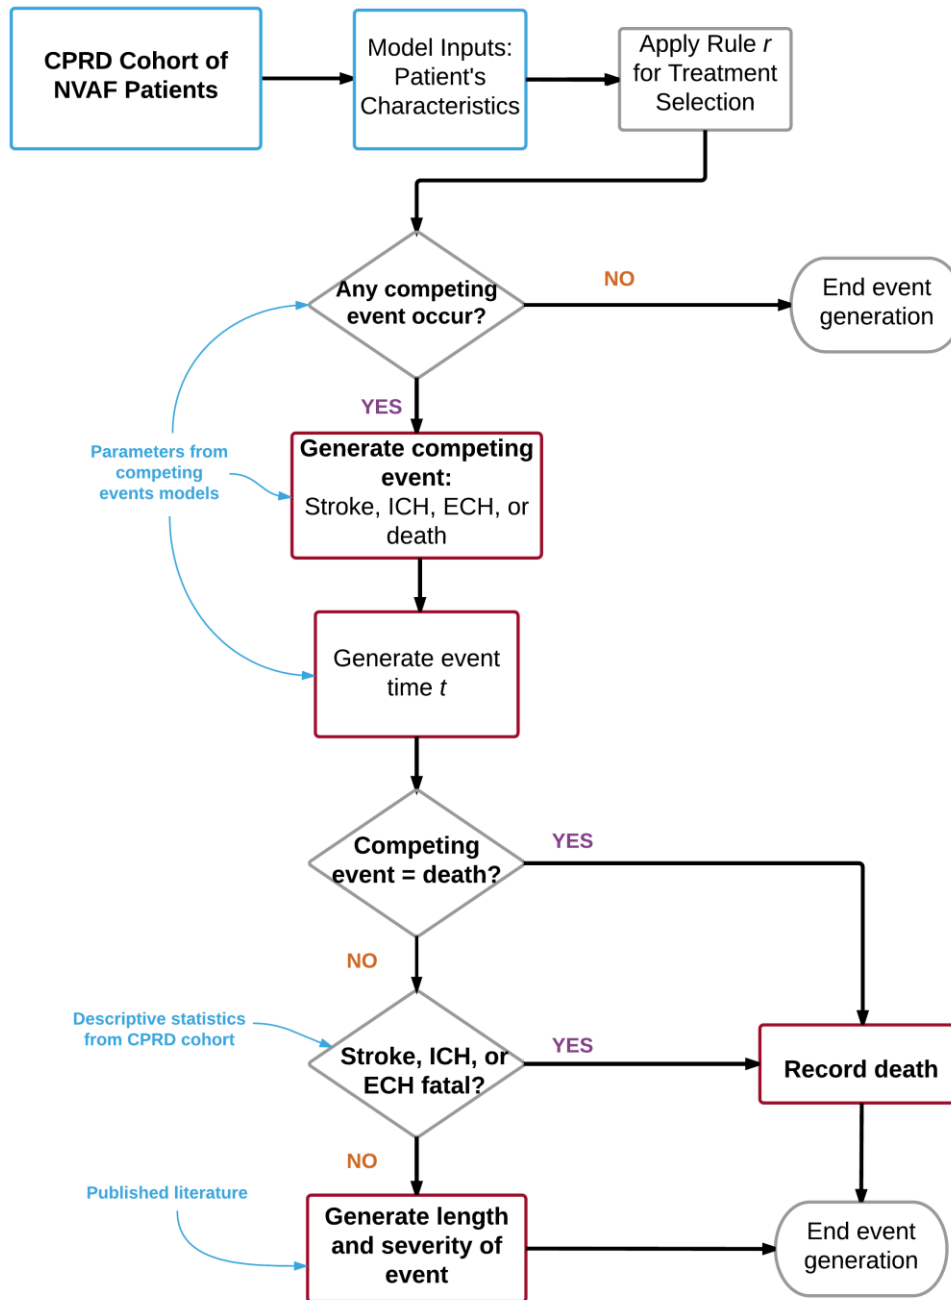 CPRD Cohort of
NVAF Patients
Model Inputs:
Patient's
Characteristics
Apply Rule r
for Treatment
Selection
Any competing
event occur?
NO
End event
generation
YES
Parameters from
competing
events models
Generate competing
event:
Stroke, ICH, ECH, or
death
Generate event
time t
Competing
event = death?
YES
NO
Descriptive statistics
from CPRD cohort
Stroke, ICH, or
ECH fatal?
YES
Record death
NO
Published literature
Generate length
and severity of
event
End event
generation